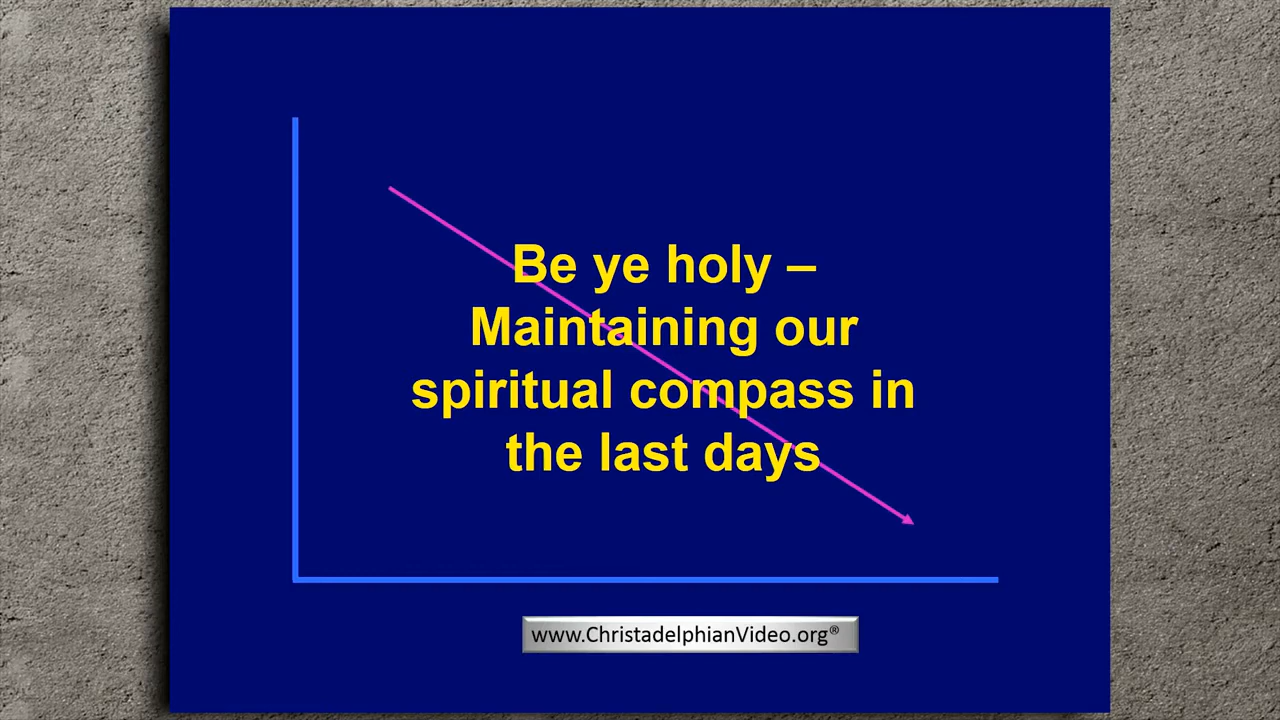 Be ye holy –
Maintaining our
spiritual compass in
the last days
www.ChristadelphianVideo.org®